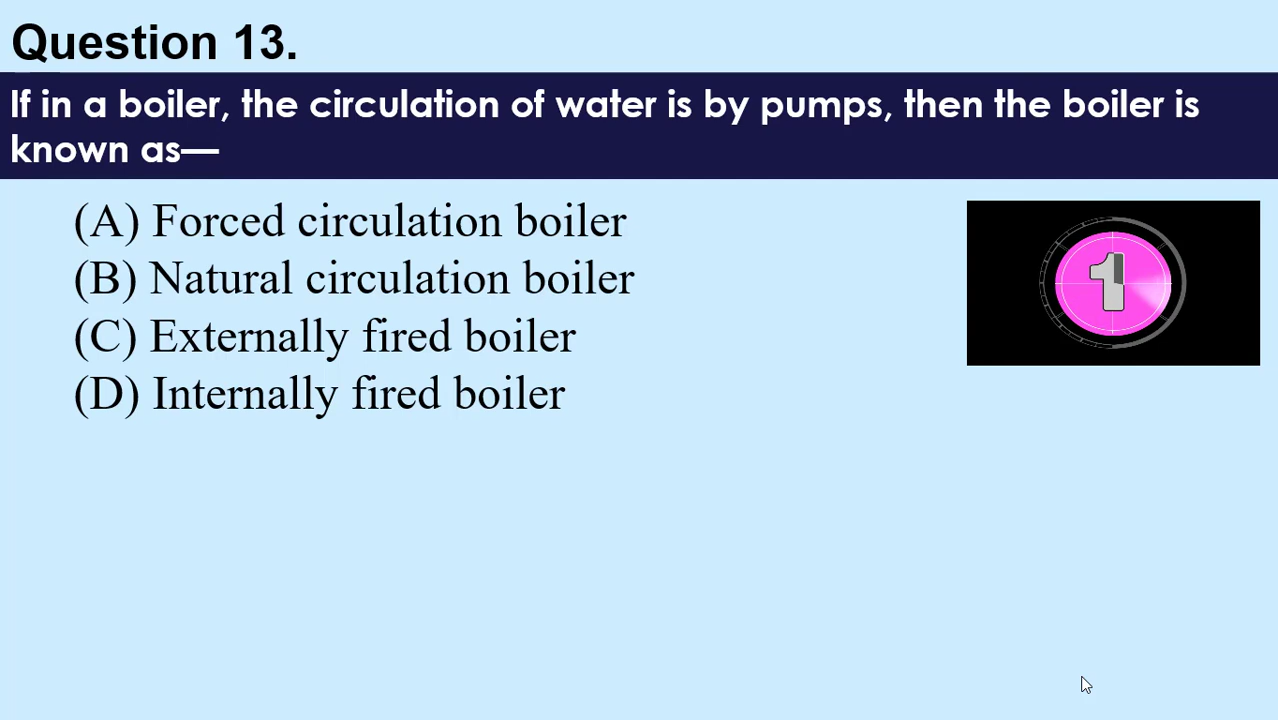 Question 13.
If in a boiler, the circulation of water is by pumps, then the boiler is
known as—
(A) Forced circulation boiler
(B) Natural circulation boiler
(C) Externally fired boiler
(D) Internally fired boiler
1